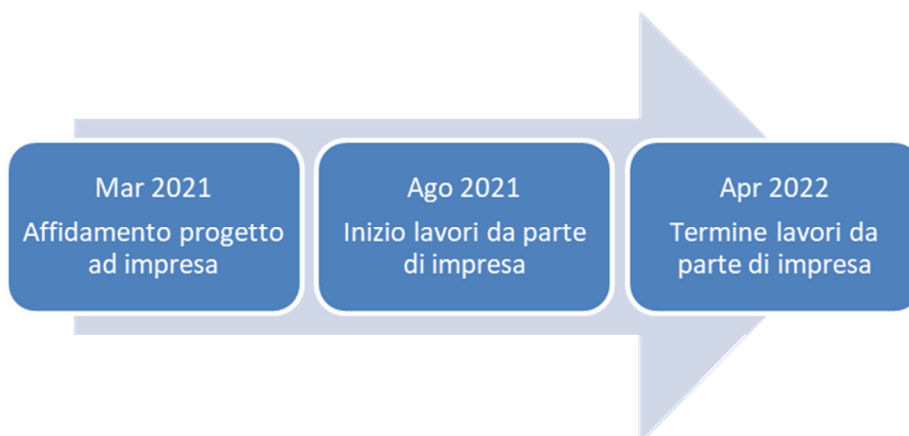 Mar 2021
Affidamento progetto
ad impresa
Ago 2021
Inizio lavori da parte
di impresa
Apr 2022
Termine lavori da
parte di impresa